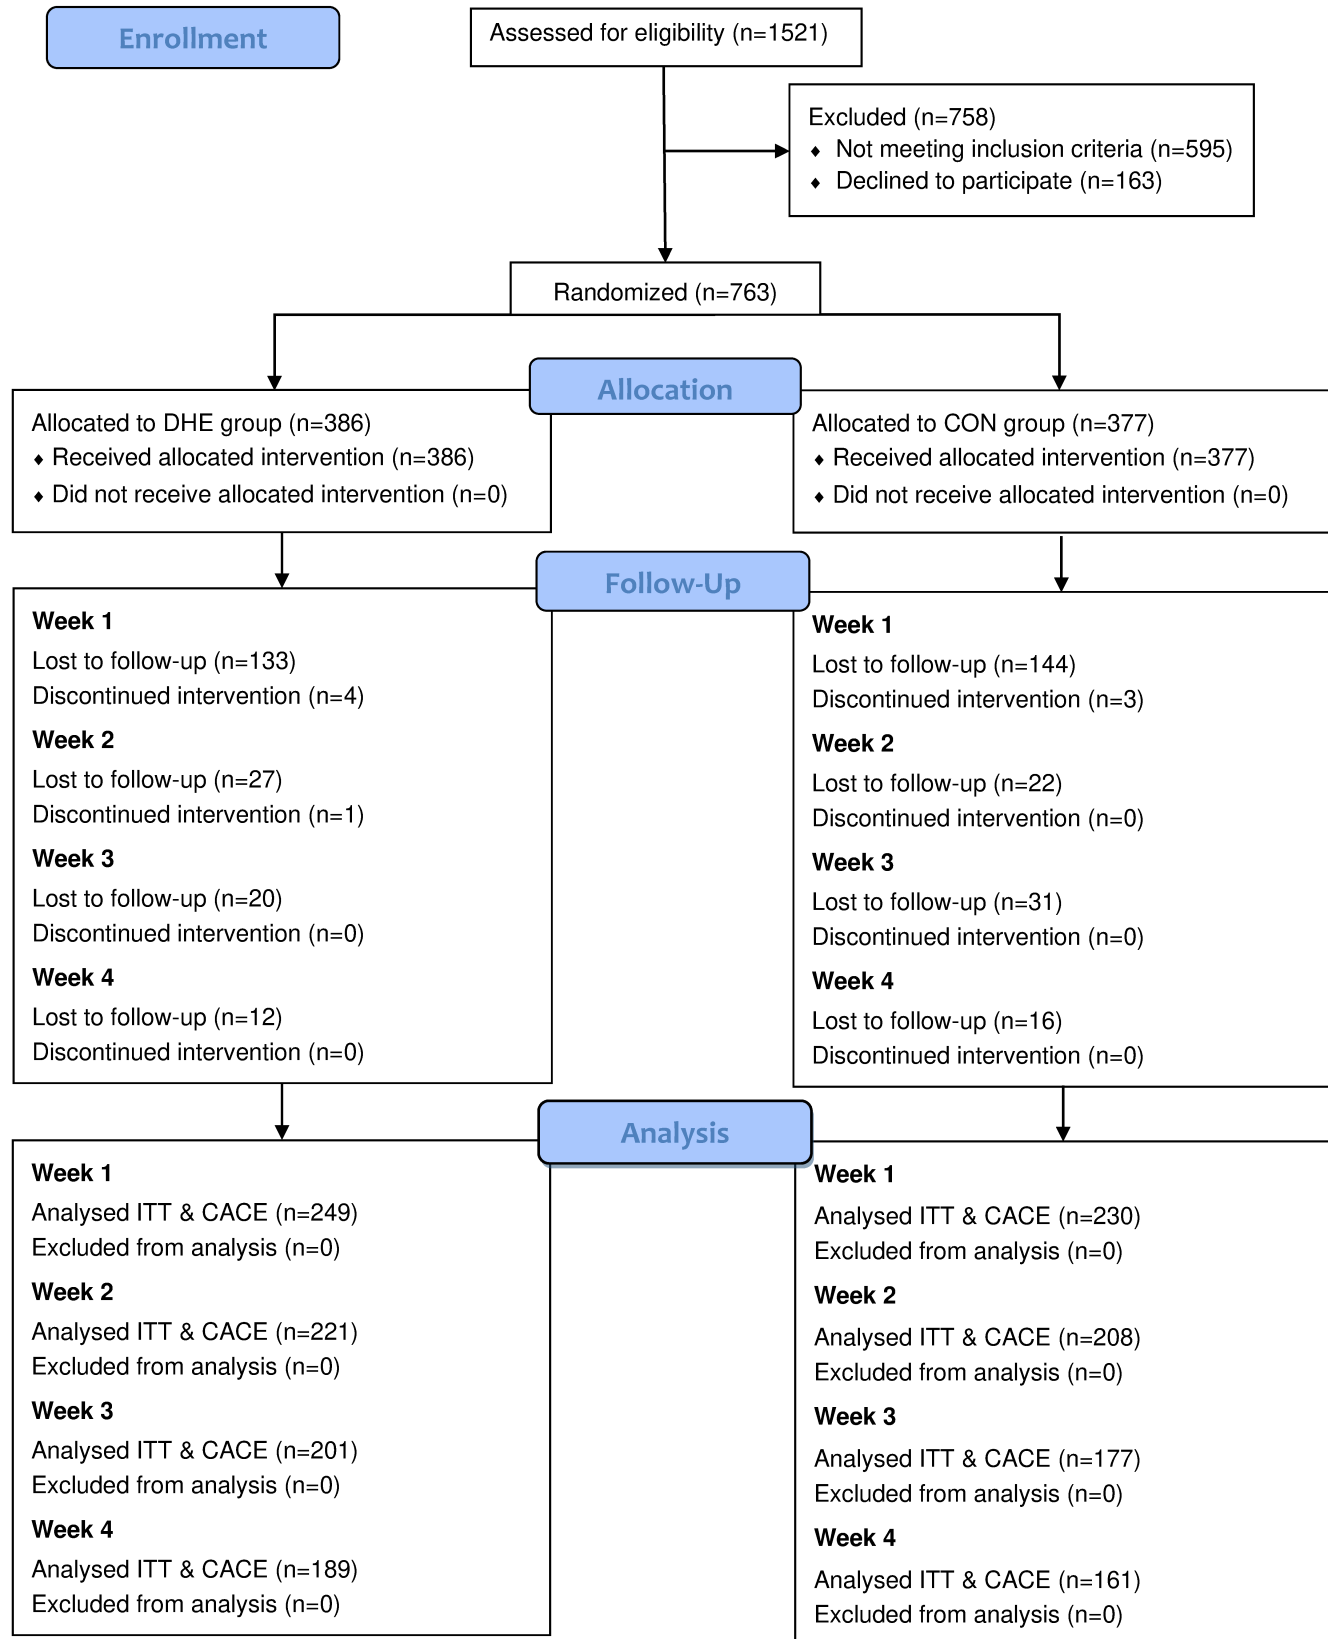 Enrollment
Assessed for eligibility (n=1521)
Excluded (n=758)
♦ Not meeting inclusion criteria (n=595)
♦ Declined to participate (n=163)
Randomized (n=763)
Allocation
Allocated to DHE group (n=386)
♦ Received allocated intervention (n=386)
♦ Did not receive allocated intervention (n=0)
Allocated to CON group (n=377)
♦ Received allocated intervention (n=377)
♦ Did not receive allocated intervention (n=0)
Follow-Up
Week 1
Lost to follow-up (n=133)
Discontinued intervention (n=4)
Week 2
Lost to follow-up (n=27)
Discontinued intervention (n=1)
Week 3
Lost to follow-up (n=20)
Discontinued intervention (n=0)
Week 4
Lost to follow-up (n=12)
Discontinued intervention (n=0)
Week 1
Lost to follow-up (n=144)
Discontinued intervention (n=3)
Week 2
Lost to follow-up (n=22)
Discontinued intervention (n=0)
Week 3
Lost to follow-up (n=31)
Discontinued intervention (n=0)
Week 4
Lost to follow-up (n=16)
Discontinued intervention (n=0)
Analysis
Week 1
Analysed ITT & CACE (n=249)
Excluded from analysis (n=0)
Week 2
Analysed ITT & CACE (n=221)
Excluded from analysis (n=0)
Week 3
Analysed ITT & CACE (n=201)
Excluded from analysis (n=0)
Week 4
Analysed ITT & CACE (n=189)
Excluded from analysis (n=0)
Week 1
Analysed ITT & CACE (n=230)
Excluded from analysis (n=0)
Week 2
Analysed ITT & CACE (n=208)
Excluded from analysis (n=0)
Week 3
Analysed ITT & CACE (n=177)
Excluded from analysis (n=0)
Week 4
Analysed ITT & CACE (n=161)
Excluded from analysis (n=0)